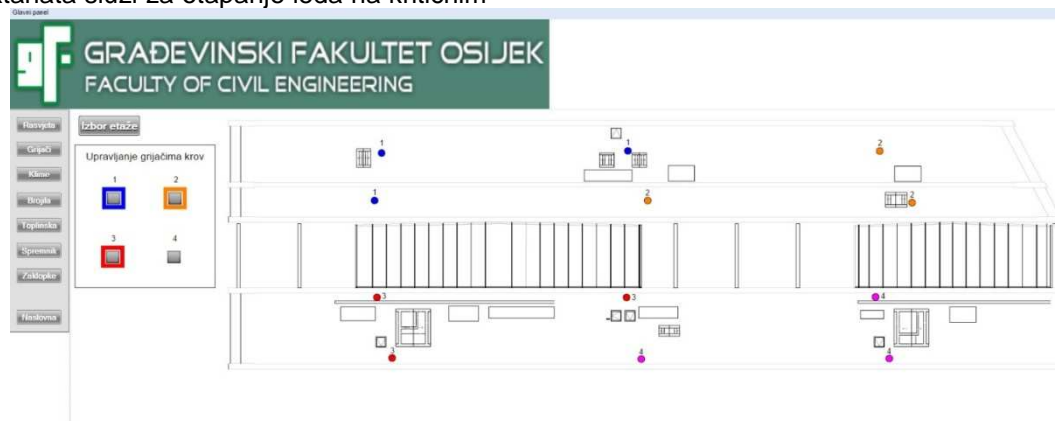 služi za otapanje leda na kritičnim
Glavni panel
gf.
GRAĐEVINSKI FAKULTET OSIJEK
FACULTY OF CIVIL ENGINEERING
Rasvjeta
Grijači
Klime
Brojila
Toplinska
Spremnik
Zaklopke
Naslovna
Izbor etaže
Upravljanje grijačima krov
1 2
3 4
1 1 2
1 2 2
3 3 4
3 4 4